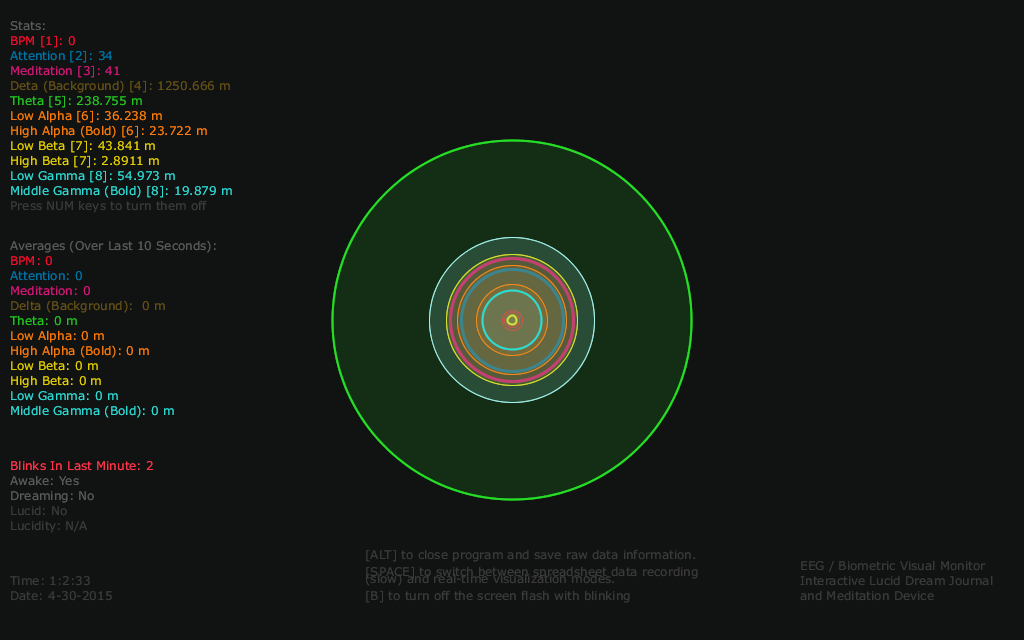 Stats:
BPM [1]: 0
Attention [2]: 34
Meditation [3]: 41
Deta (Background) [4]: 1250.666 m
Theta [5]: 238.755 m
Low Alpha [6]: 36.238 m
High Alpha (Bold) [6]: 23.722 m
Low Beta [7]: 43.841 m
High Beta [7]: 2.8911 m
Low Gamma [8]: 54.973 m
Middle Gamma (Bold) [8]: 19.879 m
Press NUM keys to turn them off
Averages (Over Last 10 Seconds):
BPM: 0
Attention: 0
Meditation: 0
Delta (Background):  0 m
Theta: 0 m
Low Alpha: 0 m
High Alpha (Bold): 0 m
Low Beta: 0 m
High Beta: 0 m
Low Gamma: 0 m
Middle Gamma (Bold): 0 m
Blinks In Last Minute: 2
Awake: Yes
Dreaming: No
Lucid: No
Lucidity: N/A
Time: 1:2:33
Date: 4-30-2015
[ALT] to close program and save raw data information.
[SPACE] to switch between spreadsheet data recording
(slow) and real-time visualization modes.
[B] to turn off the screen flash with blinking
EEG / Biometric Visual Monitor
Interactive Lucid Dream Journal
and Meditation Device